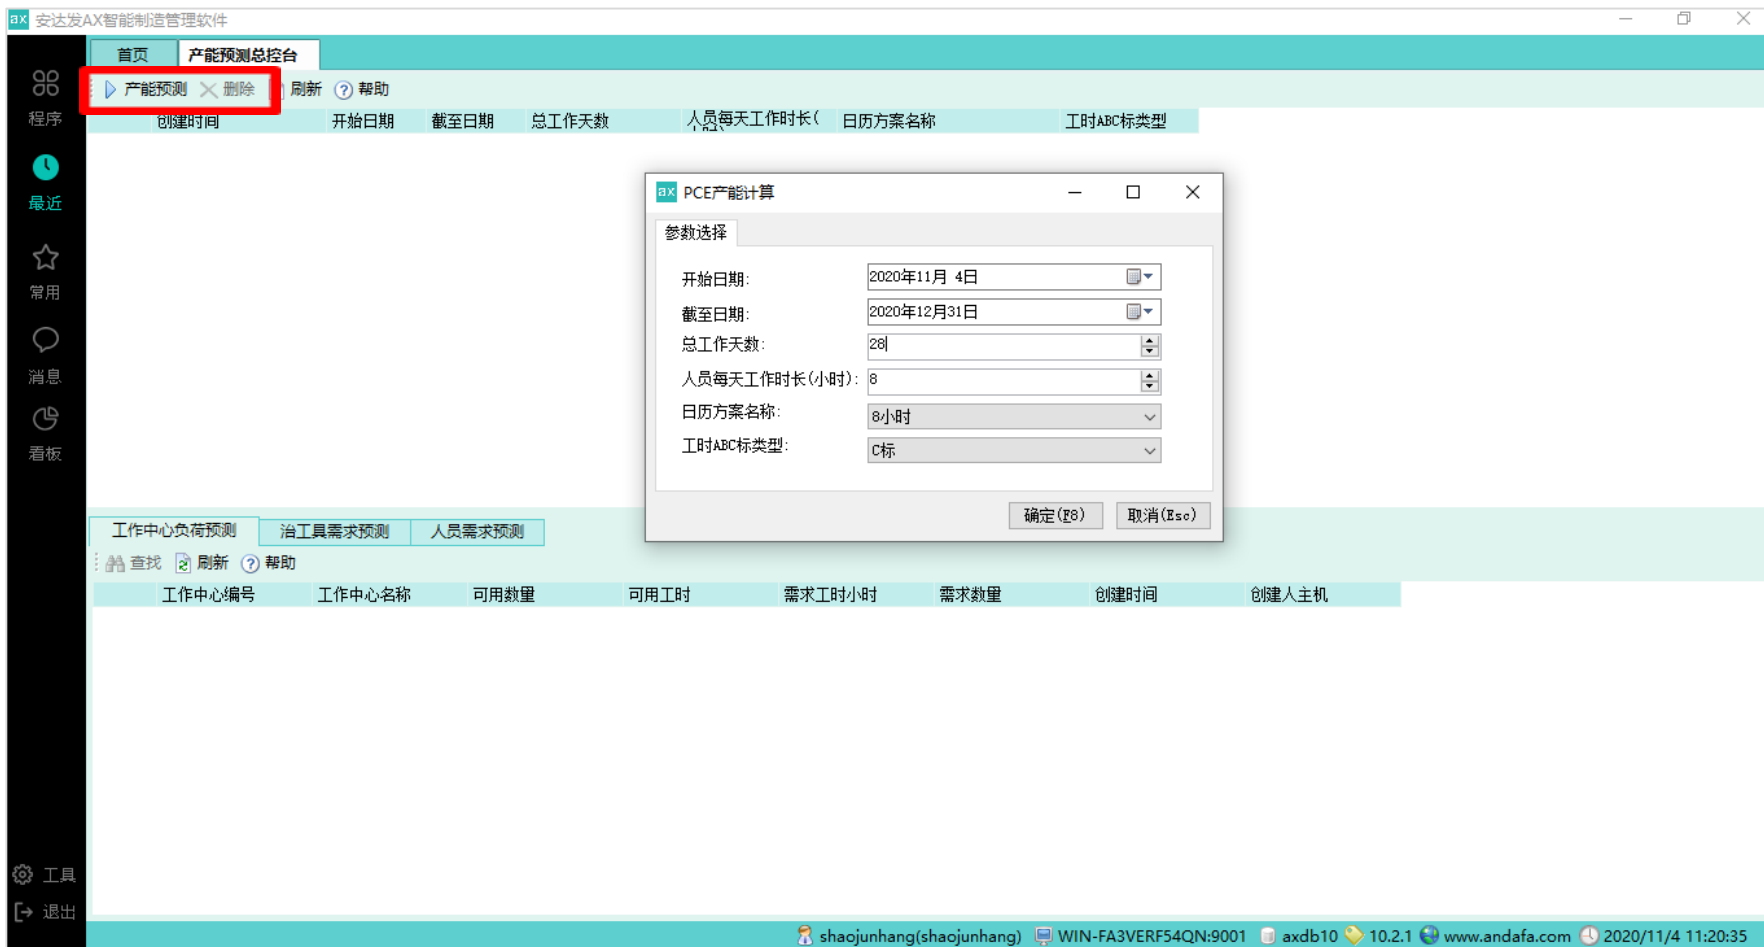 ax 安达发AX智能制造管理软件
首页 产能预测总控台
产能预测 删除 刷新 帮助
创建时间 开始日期 截至日期 总工作天数 人员每天工作时长( 日历方案名称 工时ABC标类型
程序
最近
常用
消息
看板
ax PCE产能计算
参数选择
开始日期: 2020年11月 4日
截至日期: 2020年12月31日
总工作天数: 28
人员每天工作时长(小时): 8
日历方案名称: 8小时
工时ABC标类型: C标
确定(F8) 取消(Esc)
工作中心负荷预测 治工具需求预测 人员需求预测
查找 刷新 帮助
工作中心编号 工作中心名称 可用数量 可用工时 需求工时小时 需求数量 创建时间 创建人主机
工具
退出
shaojunhang(shaojunhang) WIN-FA3VERF54QN:9001 axdb10 10.2.1 www.andafa.com 2020/11/4 11:20:35